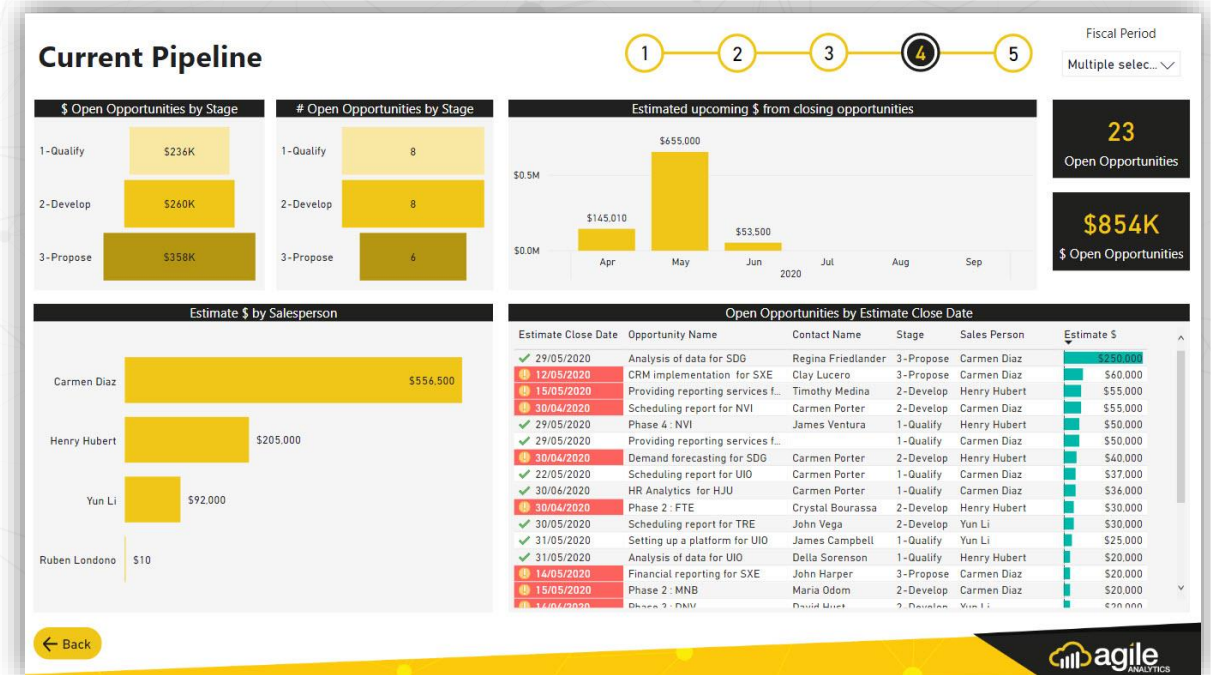 Current Pipeline
1 2 3 4 5
Fiscal Period
Multiple selec...
$ Open Opportunities by Stage
1-Qualify $236K
2-Develop $260K
3-Propose $358K
# Open Opportunities by Stage
1-Qualify 8
2-Develop 8
3-Propose 6
Estimated upcoming $ from closing opportunities
$655,000
$0.5M
$145,010
$53,500
$0.0M
Apr May Jun Jul Aug Sep
2020
23
Open Opportunities
$854K
$ Open Opportunities
Estimate $ by Salesperson
Carmen Diaz $556,500
Henry Hubert $205,000
Yun Li $92,000
Ruben Londono $10
Open Opportunities by Estimate Close Date
Estimate Close Date Opportunity Name Contact Name Stage Sales Person Estimate $
29/05/2020 Analysis of data for SDG Regina Friedlander 3-Propose Carmen Diaz $250,000
12/05/2020 CRM implementation for SXE Clay Lucero 3-Propose Carmen Diaz $60,000
15/05/2020 Providing reporting services f... Timothy Medina 2-Develop Henry Hubert $55,000
30/04/2020 Scheduling report for NVI Carmen Porter 2-Develop Carmen Diaz $55,000
29/05/2020 Phase 4 : NVI James Ventura 1-Qualify Henry Hubert $50,000
29/05/2020 Providing reporting services f... 1-Qualify Carmen Diaz $50,000
30/04/2020 Demand forecasting for SDG Carmen Porter 2-Develop Henry Hubert $40,000
22/05/2020 Scheduling report for UIO Carmen Porter 1-Qualify Carmen Diaz $37,000
30/06/2020 HR Analytics for HJU Carmen Porter 1-Qualify Carmen Diaz $36,000
30/04/2020 Phase 2 : FTE Crystal Bourassa 2-Develop Henry Hubert $30,000
30/05/2020 Scheduling report for TRE John Vega 2-Develop Yun Li $30,000
31/05/2020 Setting up a platform for UIO James Campbell 1-Qualify Yun Li $25,000
31/05/2020 Analysis of data for UIO Della Sorenson 1-Qualify Henry Hubert $20,000
14/05/2020 Financial reporting for SXE John Harper 3-Propose Carmen Diaz $20,000
15/05/2020 Phase 2 : MNB Maria Odom 2-Develop Carmen Diaz $20,000
Yun Li $20,000
Back
agile
ANALYTICS